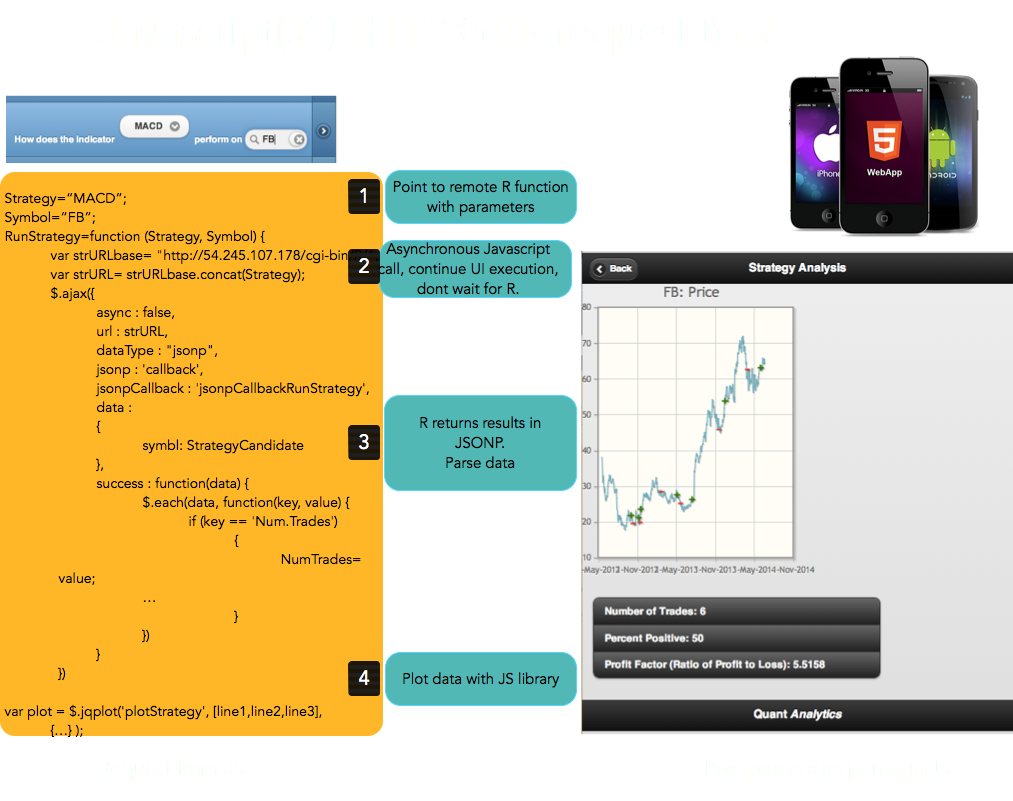 How does the indicator MACD perform on FB
Strategy="MACD";
Symbol="FB";
RunStrategy=function (Strategy, Symbol) {
var strURLbase= "http://54.245.107.178/cgi-bin
var strURL= strURLbase.concat(Strategy);
$.ajax({
async : false,
url : strURL,
dataType : "jsonp",
jsonp : 'callback',
jsonpCallback : 'jsonpCallbackRunStrategy',
data :
{
symbl: StrategyCandidate
},
success : function(data) {
$.each(data, function(key, value) {
if (key == 'Num.Trades')
{
NumTrades=
value;
...
}
})
}
})
var plot = $.jqplot('plotStrategy', [line1,line2,line3],
{...} );
1
Point to remote R function
with parameters
2
Asynchronous Javascript
call, continue UI execution,
dont wait for R.
3
R returns results in
JSONP.
Parse data
4
Plot data with JS library
iPhone
WebApp
Back
Strategy Analysis
FB: Price
80
70
60
50
40
30
20
10
-May-2012-Nov-2012-May-2013-Nov-2013-May-2014-Nov-2014
Number of Trades: 6
Percent Positive: 50
Profit Factor (Ratio of Profit to Loss): 5.5158
Quant Analytics